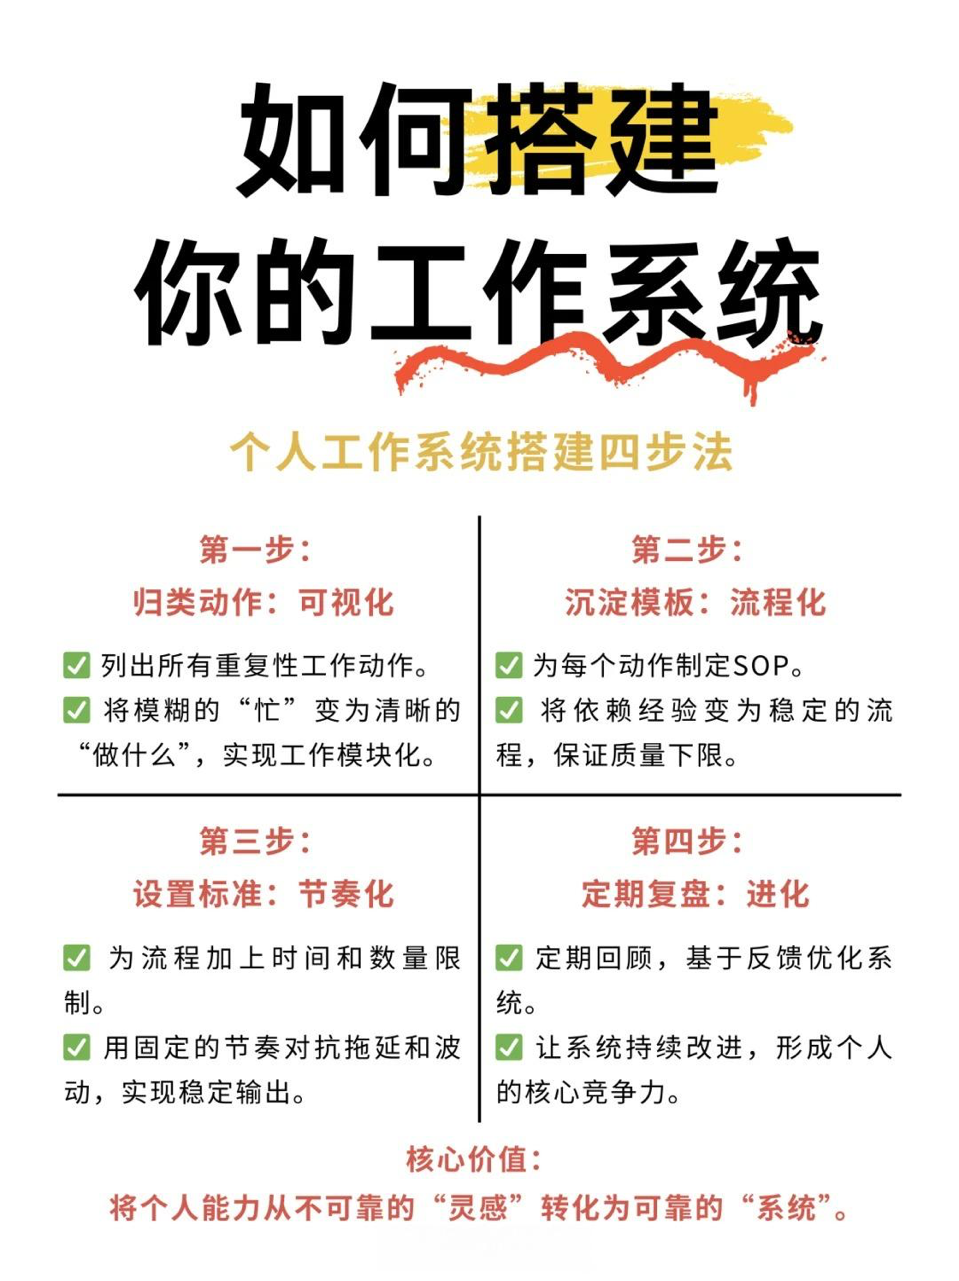 如何搭建
你的工作系统
个人工作系统搭建四步法
第一步：
归类动作：可视化
✅ 列出所有重复性工作动作。
✅ 将模糊的“忙”变为清晰的
“做什么”，实现工作模块化。
第二步：
沉淀模板：流程化
✅ 为每个动作制定SOP。
✅ 将依赖经验变为稳定的流
程，保证质量下限。
第三步：
设置标准：节奏化
✅ 为流程加上时间和数量限
制。
✅ 用固定的节奏对抗拖延和波
动，实现稳定输出。
第四步：
定期复盘：进化
✅ 定期回顾，基于反馈优化系
统。
✅ 让系统持续改进，形成个人
的核心竞争力。
核心价值：
将个人能力从不可靠的“灵感”转化为可靠的“系统”。